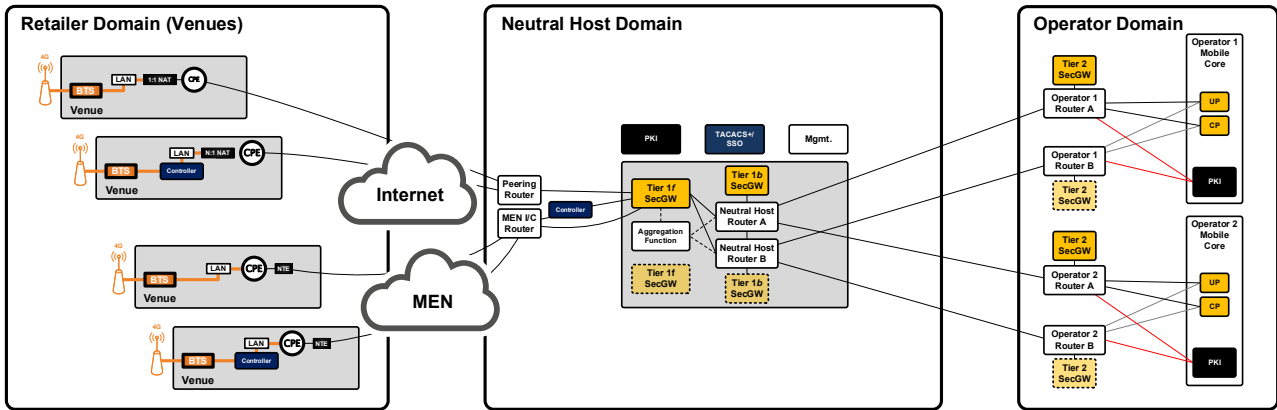 Retailer Domain (Venues)
4G
BTS
LAN
1:1 NAT
CPE
Venue
4G
BTS
LAN
N:1 NAT
CPE
Controller
Venue
4G
BTS
LAN
CPE
NTE
Venue
4G
BTS
LAN
CPE
NTE
Controller
Venue
Internet
MEN
Neutral Host Domain
Peering
Router
MEN I/C
Router
Controller
PKI
TACACS+/
SSO
Mgmt.
Tier 1f
SecGW
Tier 1b
SecGW
Neutral Host
Router A
Aggregation
Function
Neutral Host
Router B
Tier 1f
SecGW
Tier 1b
SecGW
Operator Domain
Tier 2
SecGW
Operator 1
Router A
Operator 1
Router B
Tier 2
SecGW
Operator 1
Mobile
Core
UP
CP
PKI
Tier 2
SecGW
Operator 2
Router A
Operator 2
Router B
Tier 2
SecGW
Operator 2
Mobile
Core
UP
CP
PKI